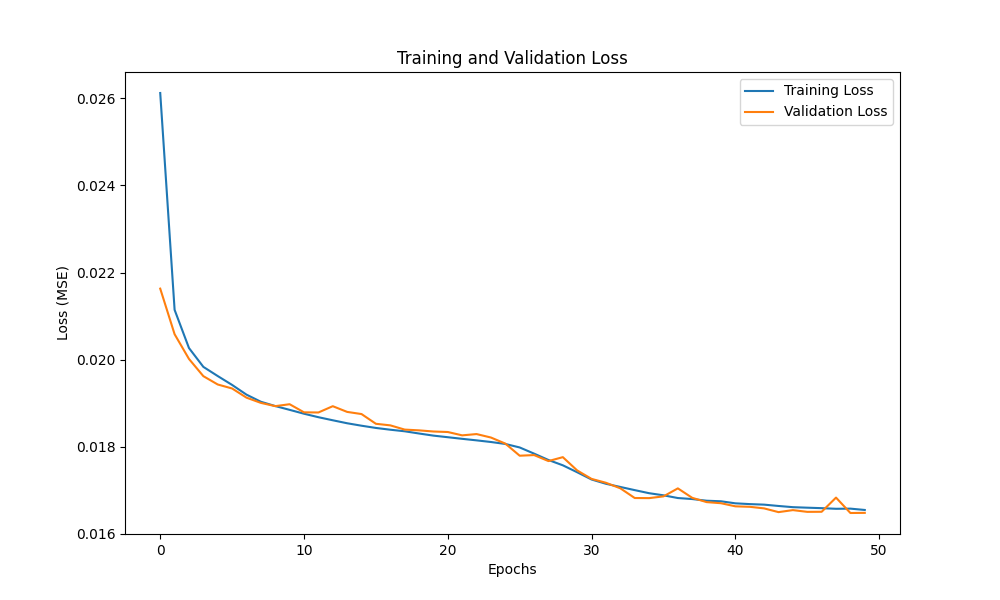 Training and Validation Loss
Training Loss
Validation Loss
0.026
0.024
0.022
0.020
0.018
0.016
Loss (MSE)
0 10 20 30 40 50
Epochs